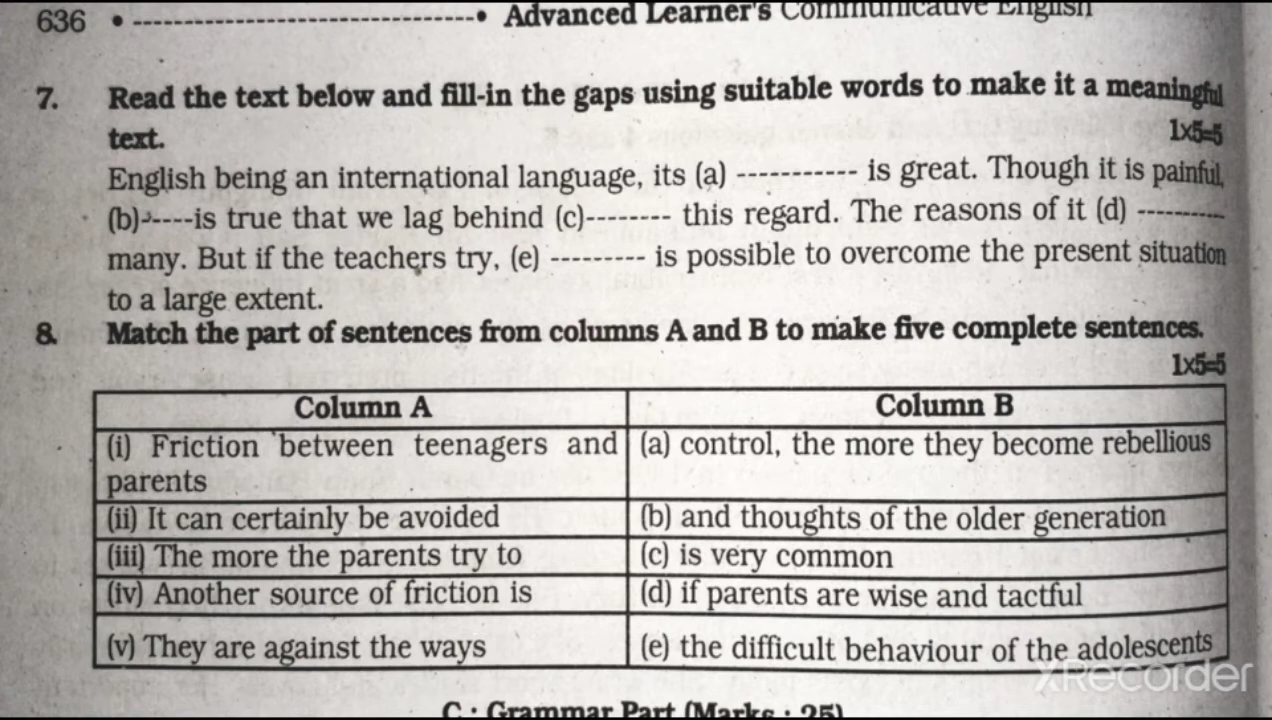 636 • ---------------------------------• Advanced Learner's Communicative English
7. Read the text below and fill-in the gaps using suitable words to make it a meaningful
text. 1x5=5
English being an international language, its (a) ----------- is great. Though it is painful,
(b)-----is true that we lag behind (c)-------- this regard. The reasons of it (d) ----------
many. But if the teachers try, (e) --------- is possible to overcome the present situation
to a large extent.
8. Match the part of sentences from columns A and B to make five complete sentences.
1x5=5
Column A Column B
(i) Friction between teenagers and (a) control, the more they become rebellious
parents
(ii) It can certainly be avoided (b) and thoughts of the older generation
(iii) The more the parents try to (c) is very common
(iv) Another source of friction is (d) if parents are wise and tactful
(v) They are against the ways (e) the difficult behaviour of the adolescents
XRecorder
C : Grammar Part (Marks : 25)